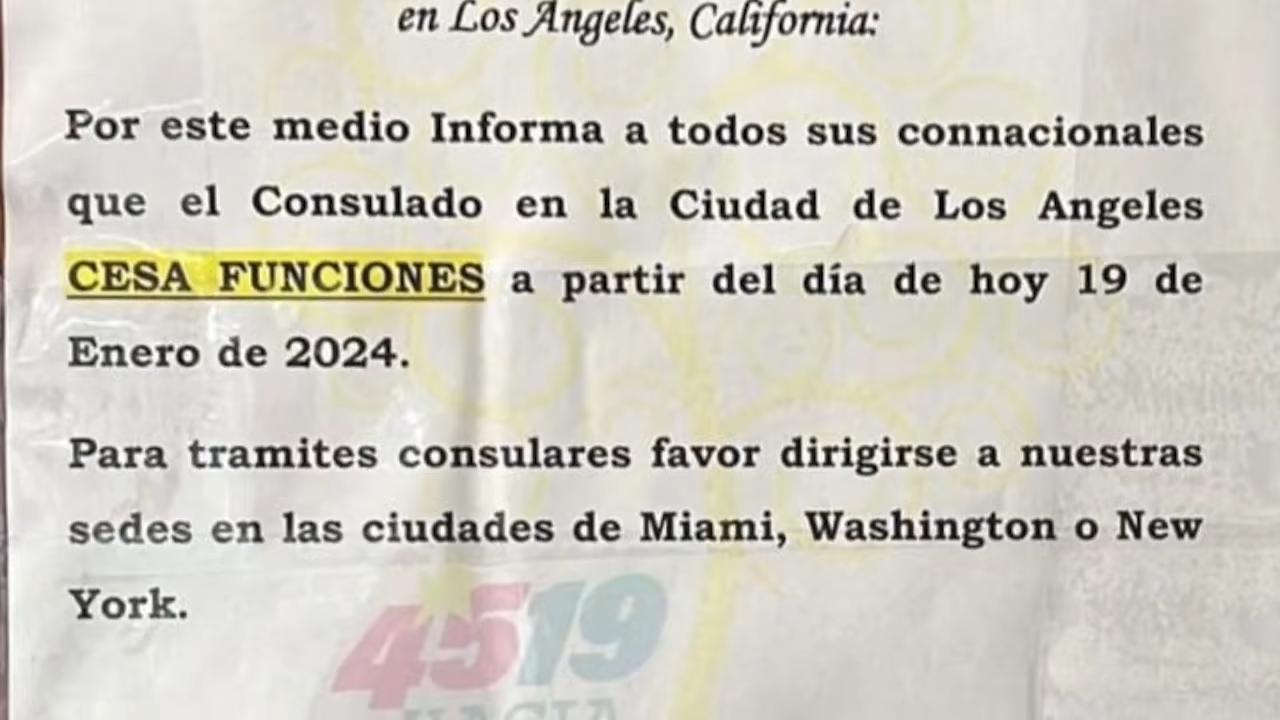 en Los Angeles, California:
Por este medio Informa a todos sus connacionales
que el Consulado en la Ciudad de Los Angeles
CESA FUNCIONES a partir del día de hoy 19 de
Enero de 2024.
Para tramites consulares favor dirigirse a nuestras
sedes en las ciudades de Miami, Washington o New
York.
4519
HACIA